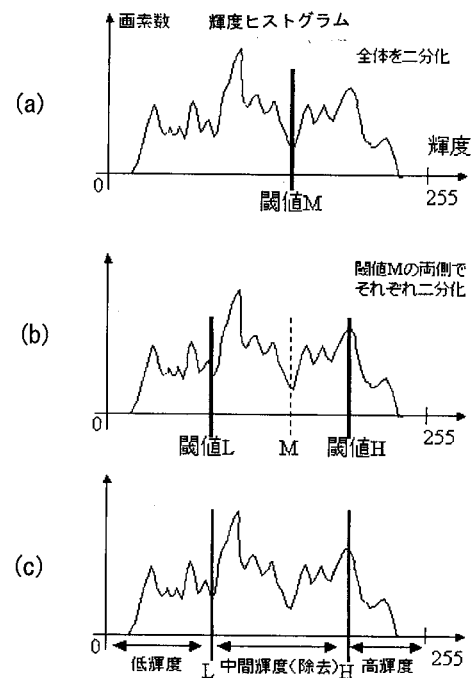 画素数 輝度ヒストグラム
全体を二分化
(a)
輝度
0 255
閾値M
閾値Mの両側で
それぞれ二分化
(b)
0 255
閾値L M 閾値H
(c)
0 255
低輝度 L 中間輝度(除去) H 高輝度